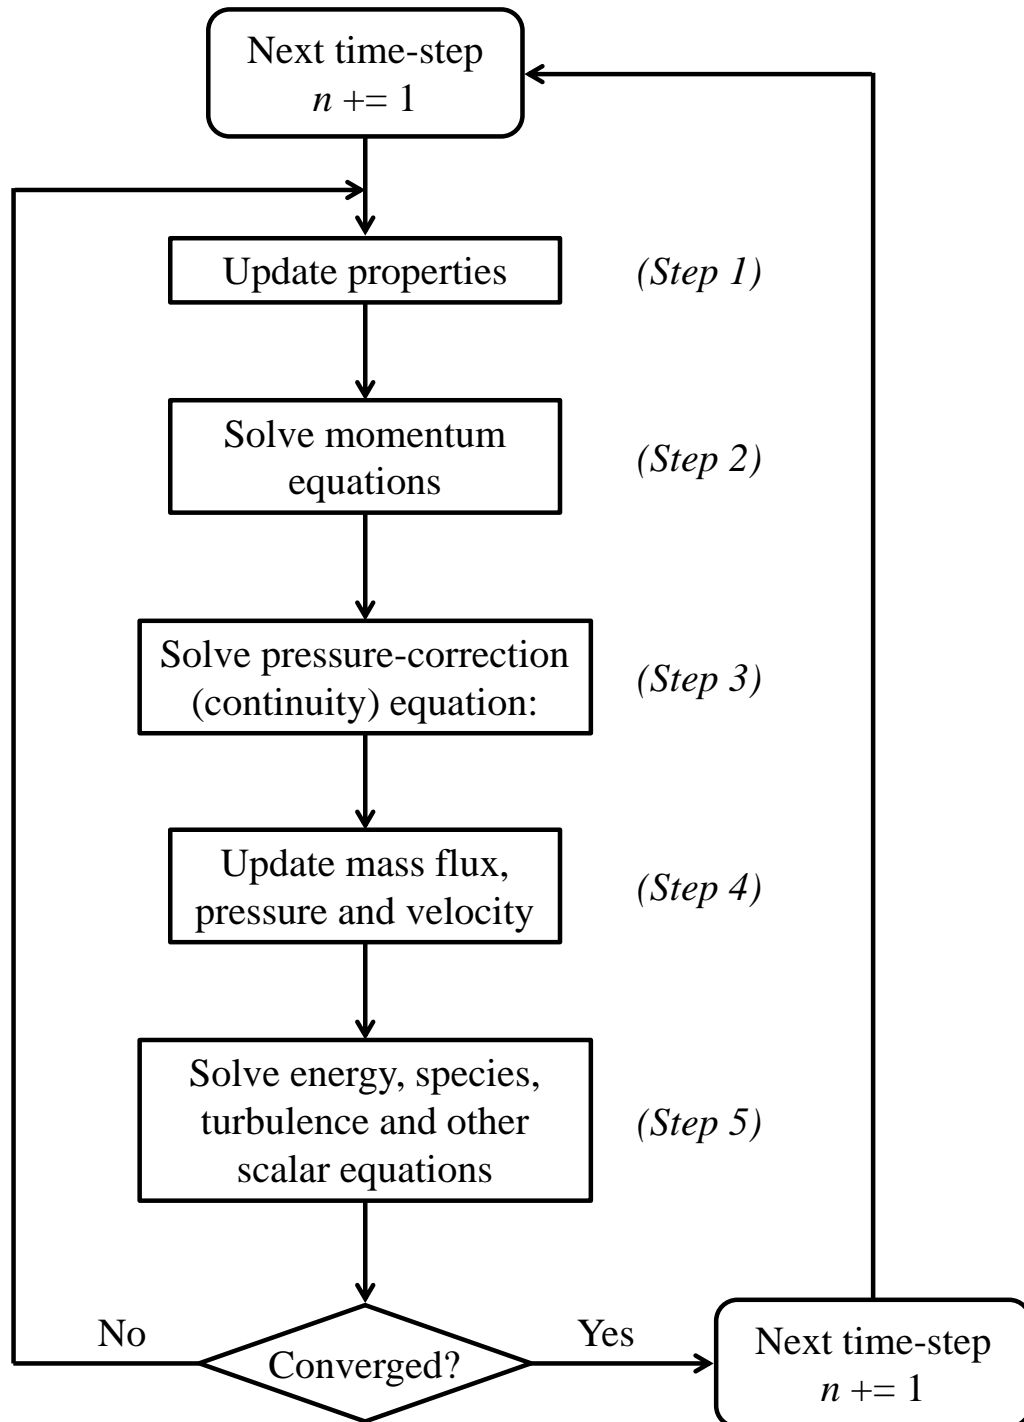 Next time-step
n += 1
Update properties
(Step 1)
Solve momentum
equations
(Step 2)
Solve pressure-correction
(continuity) equation:
(Step 3)
Update mass flux,
pressure and velocity
(Step 4)
Solve energy, species,
turbulence and other
scalar equations
(Step 5)
No
Converged?
Yes
Next time-step
n += 1